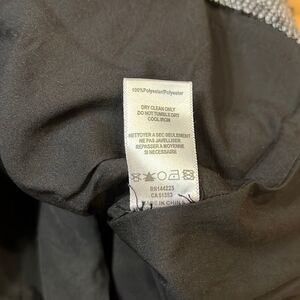 100%Polyester/Polyester
DRY CLEAN ONLY
DO NOT TUMBLE DRY
COOL IRON
NETTOYER A SEC SEULEMENT
NE PAS JAVELLISER
REPASSER A MOYENNE
SI NECESSAIRE
RN144223
CA 51353
MADE IN CHINA